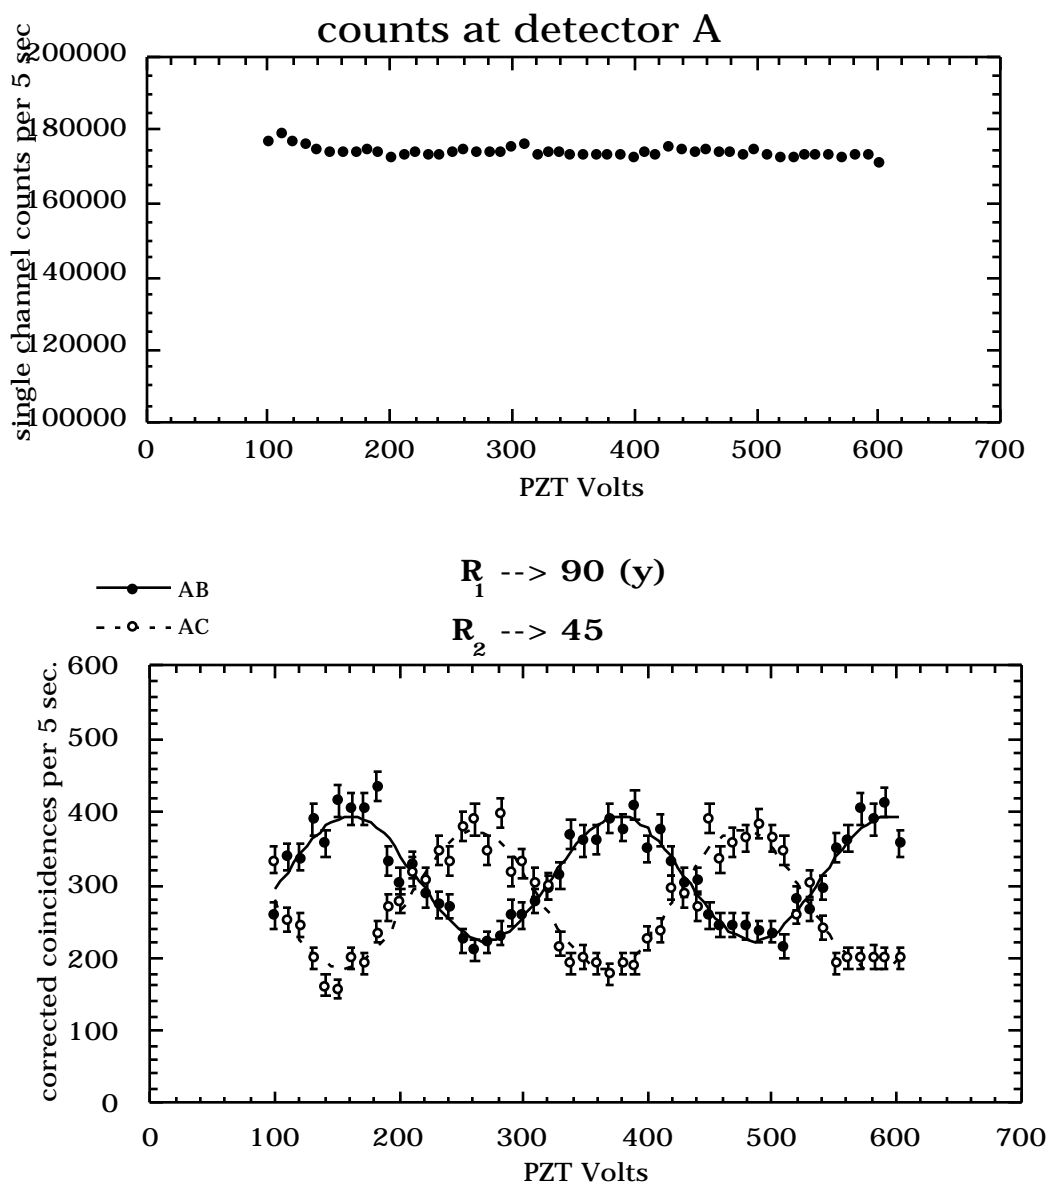 counts at detector A
single channel counts per 5 sec
200000
180000
160000
140000
120000
100000
0 100 200 300 400 500 600 700
PZT Volts
R1 --> 90 (y)
AB
AC
R2 --> 45
corrected coincidences per 5 sec.
600
500
400
300
200
100
0
0 100 200 300 400 500 600 700
PZT Volts